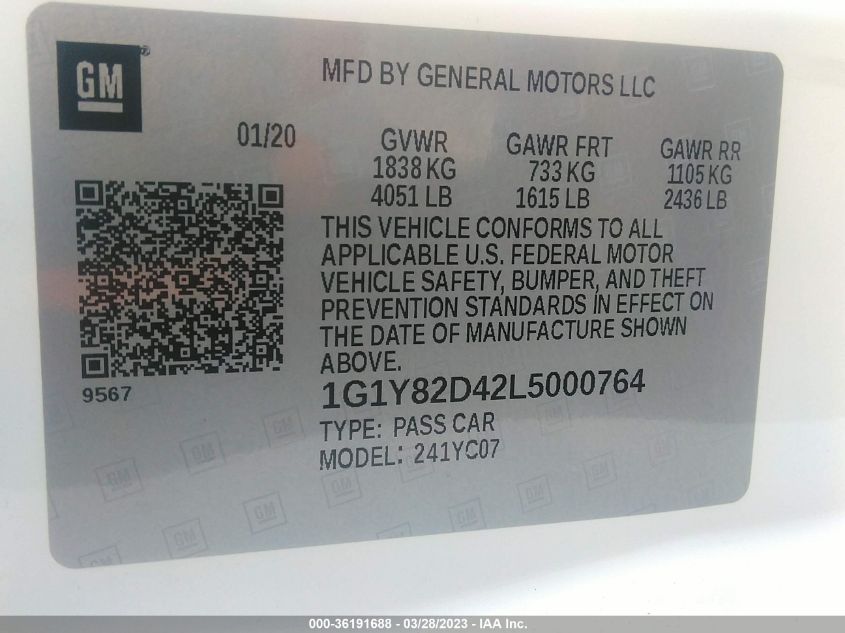 GM
MFD BY GENERAL MOTORS LLC
01/20 GVWR GAWR FRT GAWR RR
1838 KG 733 KG 1105 KG
4051 LB 1615 LB 2436 LB
THIS VEHICLE CONFORMS TO ALL
APPLICABLE U.S. FEDERAL MOTOR
VEHICLE SAFETY, BUMPER, AND THEFT
PREVENTION STANDARDS IN EFFECT ON
THE DATE OF MANUFACTURE SHOWN
ABOVE.
9567
1G1Y82D42L5000764
TYPE: PASS CAR
MODEL: 241YC07
000-36191688 - 03/28/2023 - IAA Inc.